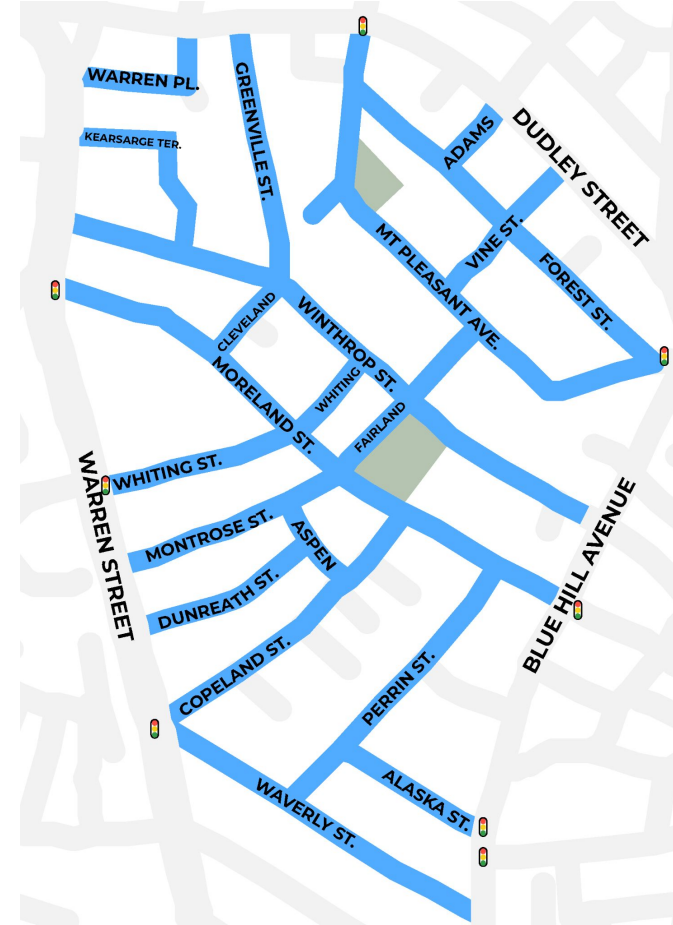 WARREN PL.
GREENVILLE ST.
KEARSARGE TER.
ADAMS
DUDLEY STREET
VINE ST.
MT PLEASANT AVE.
FOREST ST.
CLEVELAND
WINTHROP ST.
MORELAND ST.
WHITING
FAIRLAND
WHITING ST.
WARREN STREET
MONTROSE ST.
ASPEN
BLUE HILL AVENUE
DUNREATH ST.
COPELAND ST.
PERRIN ST.
ALASKA ST.
WAVERLY ST.